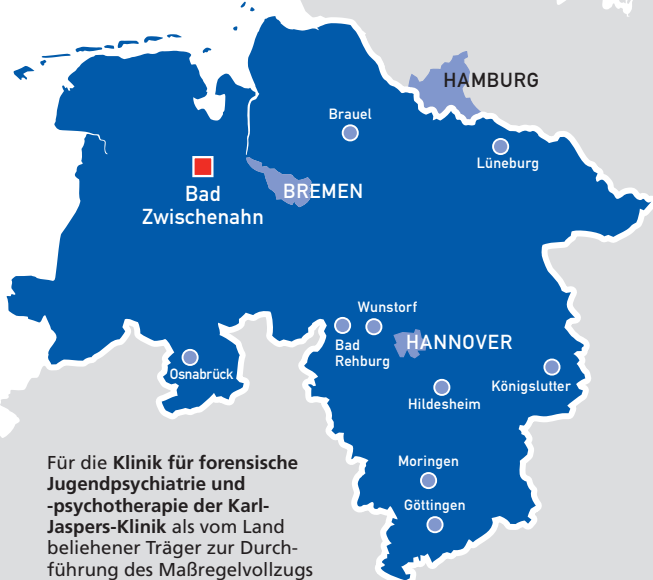 HAMBURG
Brauel
Lüneburg
Bad
Zwischenahn
BREMEN
Wunstorf
Bad
Rehburg
HANNOVER
Osnabrück
Königslutter
Hildesheim
Moringen
Göttingen
Für die Klinik für forensische
Jugendpsychiatrie und
-psychotherapie der Karl-
Jaspers-Klinik als vom Land
beliehener Träger zur Durch-
führung des Maßregelvollzugs